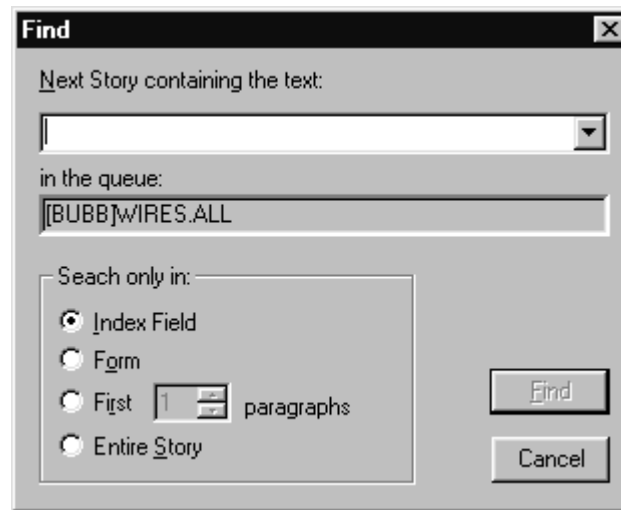 Find
Next Story containing the text:
in the queue:
[BUBB]WIRES.ALL
Seach only in:
Index Field
Form
First 1 paragraphs
Entire Story
Find
Cancel